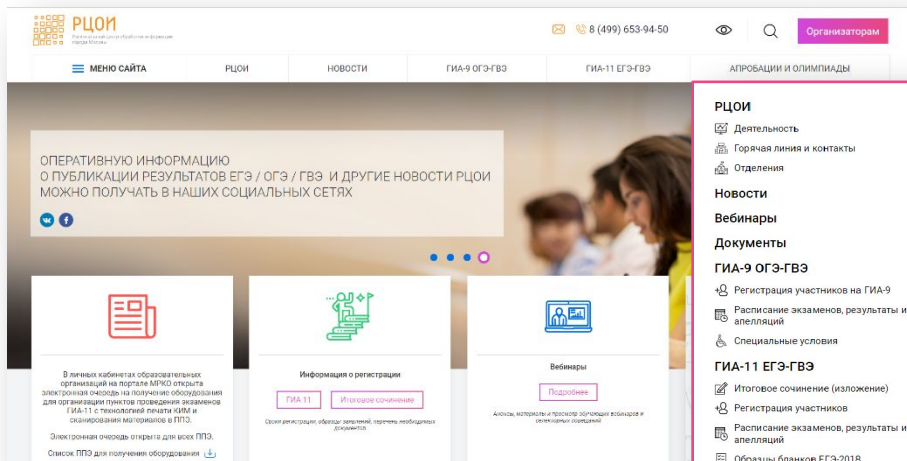 РЦОИ
Региональный центр обработки информации
города Москвы
8 (499) 653-94-50
Организаторам
МЕНЮ САЙТА
РЦОИ
НОВОСТИ
ГИА-9 ОГЭ-ГВЭ
ГИА-11 ЕГЭ-ГВЭ
АПРОБАЦИИ И ОЛИМПИАДЫ
ОПЕРАТИВНУЮ ИНФОРМАЦИЮ
О ПУБЛИКАЦИИ РЕЗУЛЬТАТОВ ЕГЭ / ОГЭ / ГВЭ И ДРУГИЕ НОВОСТИ РЦОИ
МОЖНО ПОЛУЧАТЬ В НАШИХ СОЦИАЛЬНЫХ СЕТЯХ
В личных кабинетах образовательных
организаций на портале МРКО открыта
электронная очередь на получение оборудования
для организации пунктов проведения экзаменов
ГИА-11 с технологией печати КИМ и
сканирования материалов в ППЭ.
Электронная очередь открыта для всех ППЭ.
Список ППЭ для получения оборудования
Информация о регистрации
ГИА 11
Итоговое сочинение
Сроки регистрации, образцы заявлений, перечень необходимых
документов
Вебинары
Подробнее
Анонсы, материалы и просмотр обучающих вебинаров и
селекторных совещаний
РЦОИ
Деятельность
Горячая линия и контакты
Отделения
Новости
Вебинары
Документы
ГИА-9 ОГЭ-ГВЭ
Регистрация участников на ГИА-9
Расписание экзаменов, результаты и
апелляций
Специальные условия
ГИА-11 ЕГЭ-ГВЭ
Итоговое сочинение (изложение)
Регистрация участников
Расписание экзаменов, результаты и
апелляций
Образцы бланков ЕГЭ-2018